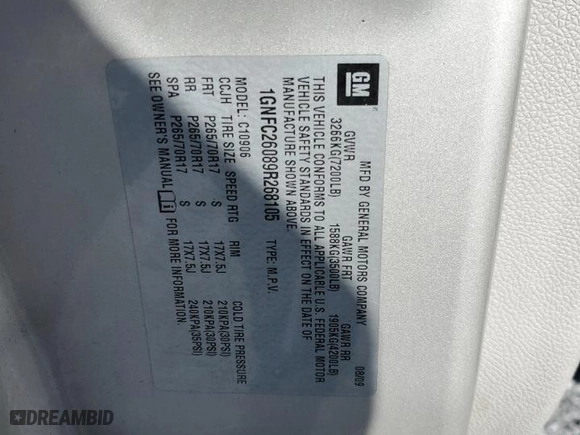 GM
MFD BY GENERAL MOTORS COMPANY 08/09
GVWR GAWR FRT GAWR RR
3266KG(7200LB) 1588KG(3500LB) 1905KG(4200LB)
THIS VEHICLE CONFORMS TO ALL APPLICABLE U.S. FEDERAL MOTOR
VEHICLE SAFETY STANDARDS IN EFFECT ON THE DATE OF
MANUFACTURE SHOWN ABOVE.
1GNFC26089R268105 TYPE: M.P.V.
MODEL: C10906
CCJH TIRE SIZE SPEED RTG RIM COLD TIRE PRESSURE
FRT P265/70R17 S 17X7.5J 210KPA(30PSI)
RR P265/70R17 S 17X7.5J 210KPA(30PSI)
SPA P265/70R17 S 17X7.5J 240KPA(35PSI)
SEE OWNER'S MANUAL FOR MORE INFORMATION.
DREAMBID